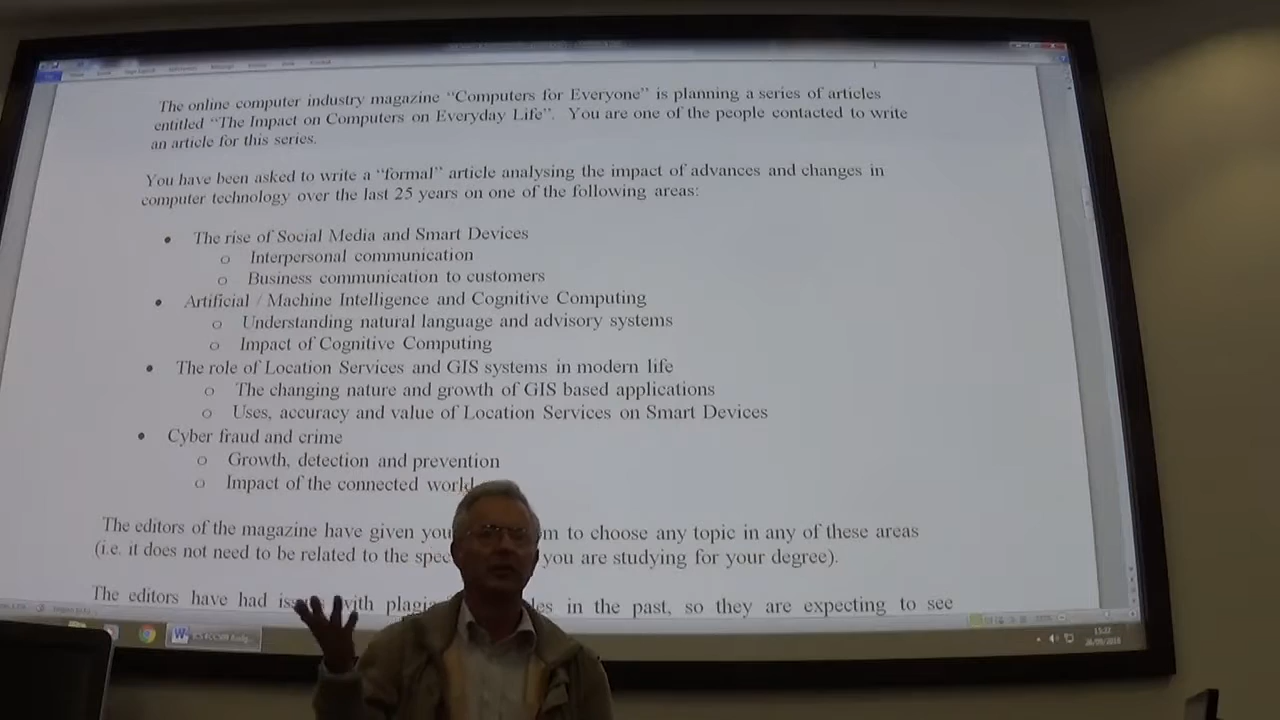 The online computer industry magazine “Computers for Everyone” is planning a series of articles
entitled “The Impact on Computers on Everyday Life”. You are one of the people contacted to write
an article for this series.
You have been asked to write a “formal” article analysing the impact of advances and changes in
computer technology over the last 25 years on one of the following areas:
• The rise of Social Media and Smart Devices
o Interpersonal communication
o Business communication to customers
• Artificial / Machine Intelligence and Cognitive Computing
o Understanding natural language and advisory systems
o Impact of Cognitive Computing
• The role of Location Services and GIS systems in modern life
o The changing nature and growth of GIS based applications
o Uses, accuracy and value of Location Services on Smart Devices
• Cyber fraud and crime
o Growth, detection and prevention
o Impact of the connected world
The editors of the magazine have given you om to choose any topic in any of these areas
(i.e. it does not need to be related to the spec you are studying for your degree).
The editors have had with in the past, so they are expecting to see
15:22